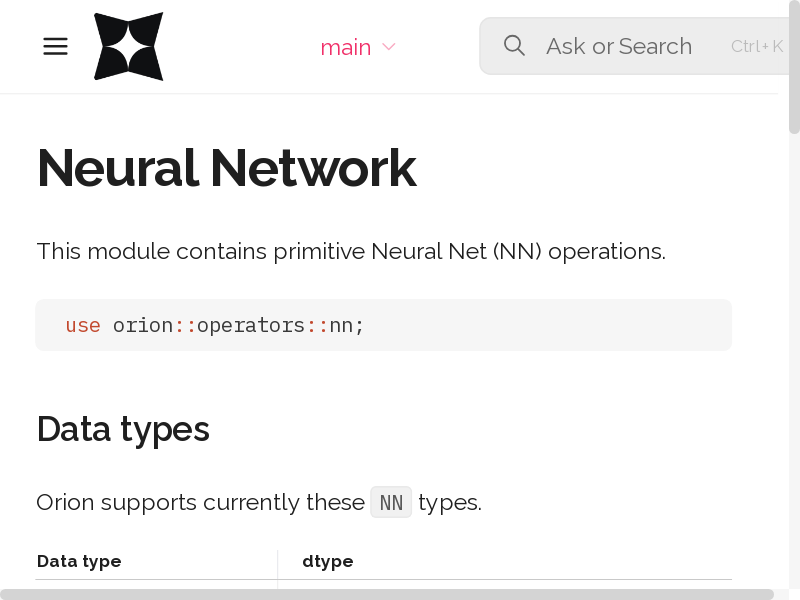 main
Ask or Search
Ctrl+K
Neural Network
This module contains primitive Neural Net (NN) operations.
use orion::operators::nn;
Data types
Orion supports currently these NN types.
Data type dtype